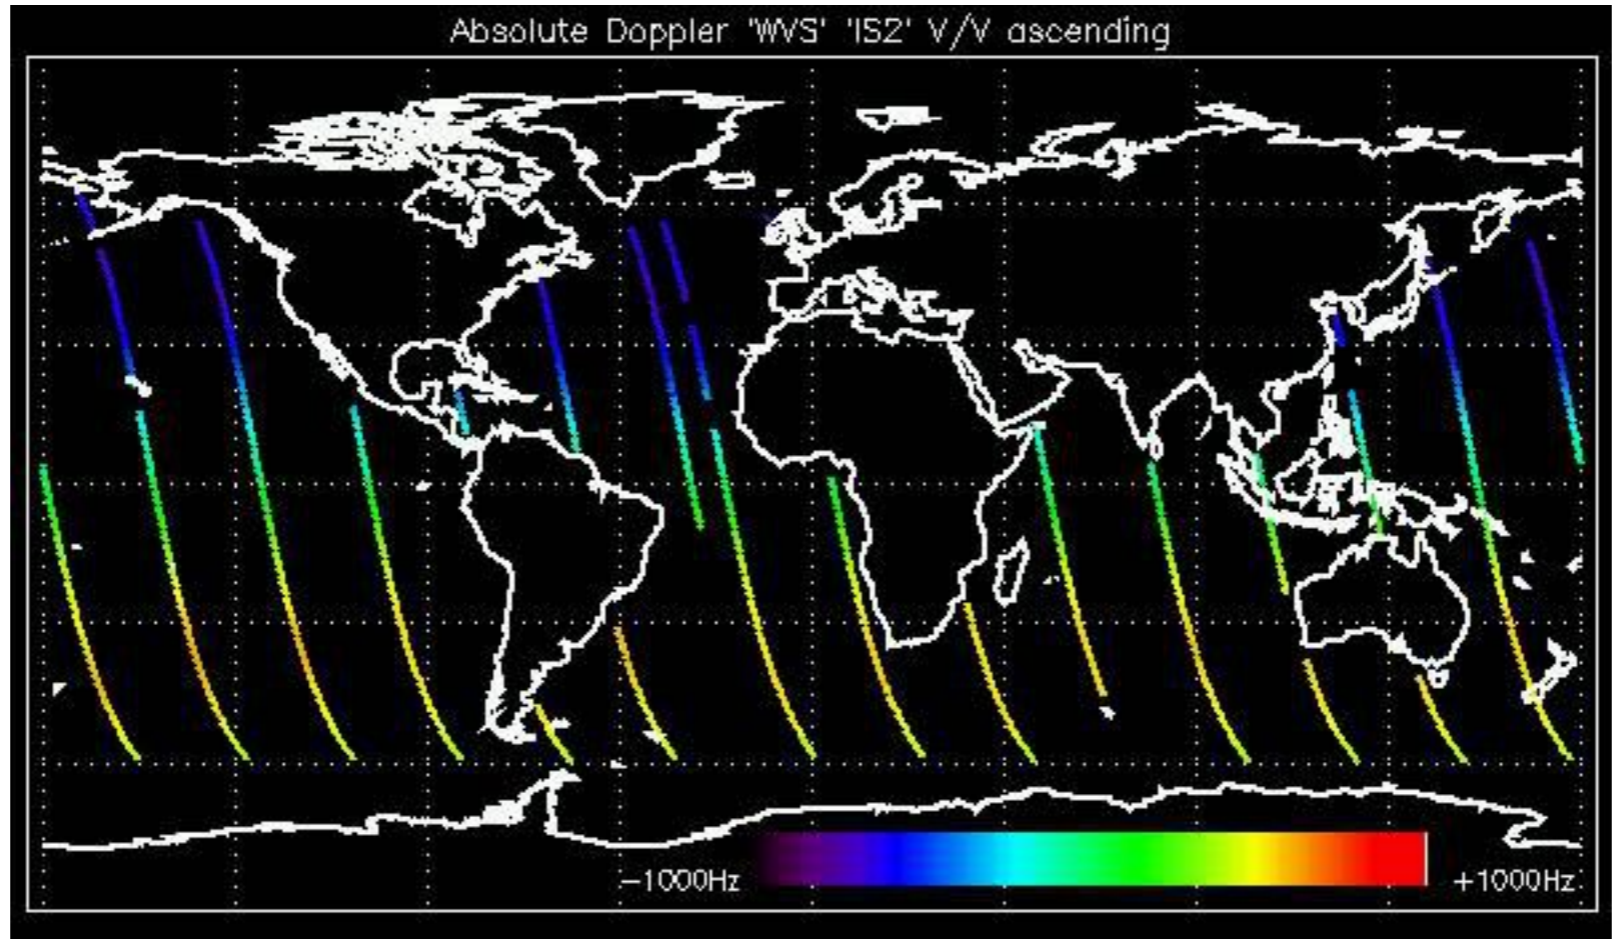 Absolute Doppler 'WVS' 'IS2' V/V ascending
−1000Hz +1000Hz